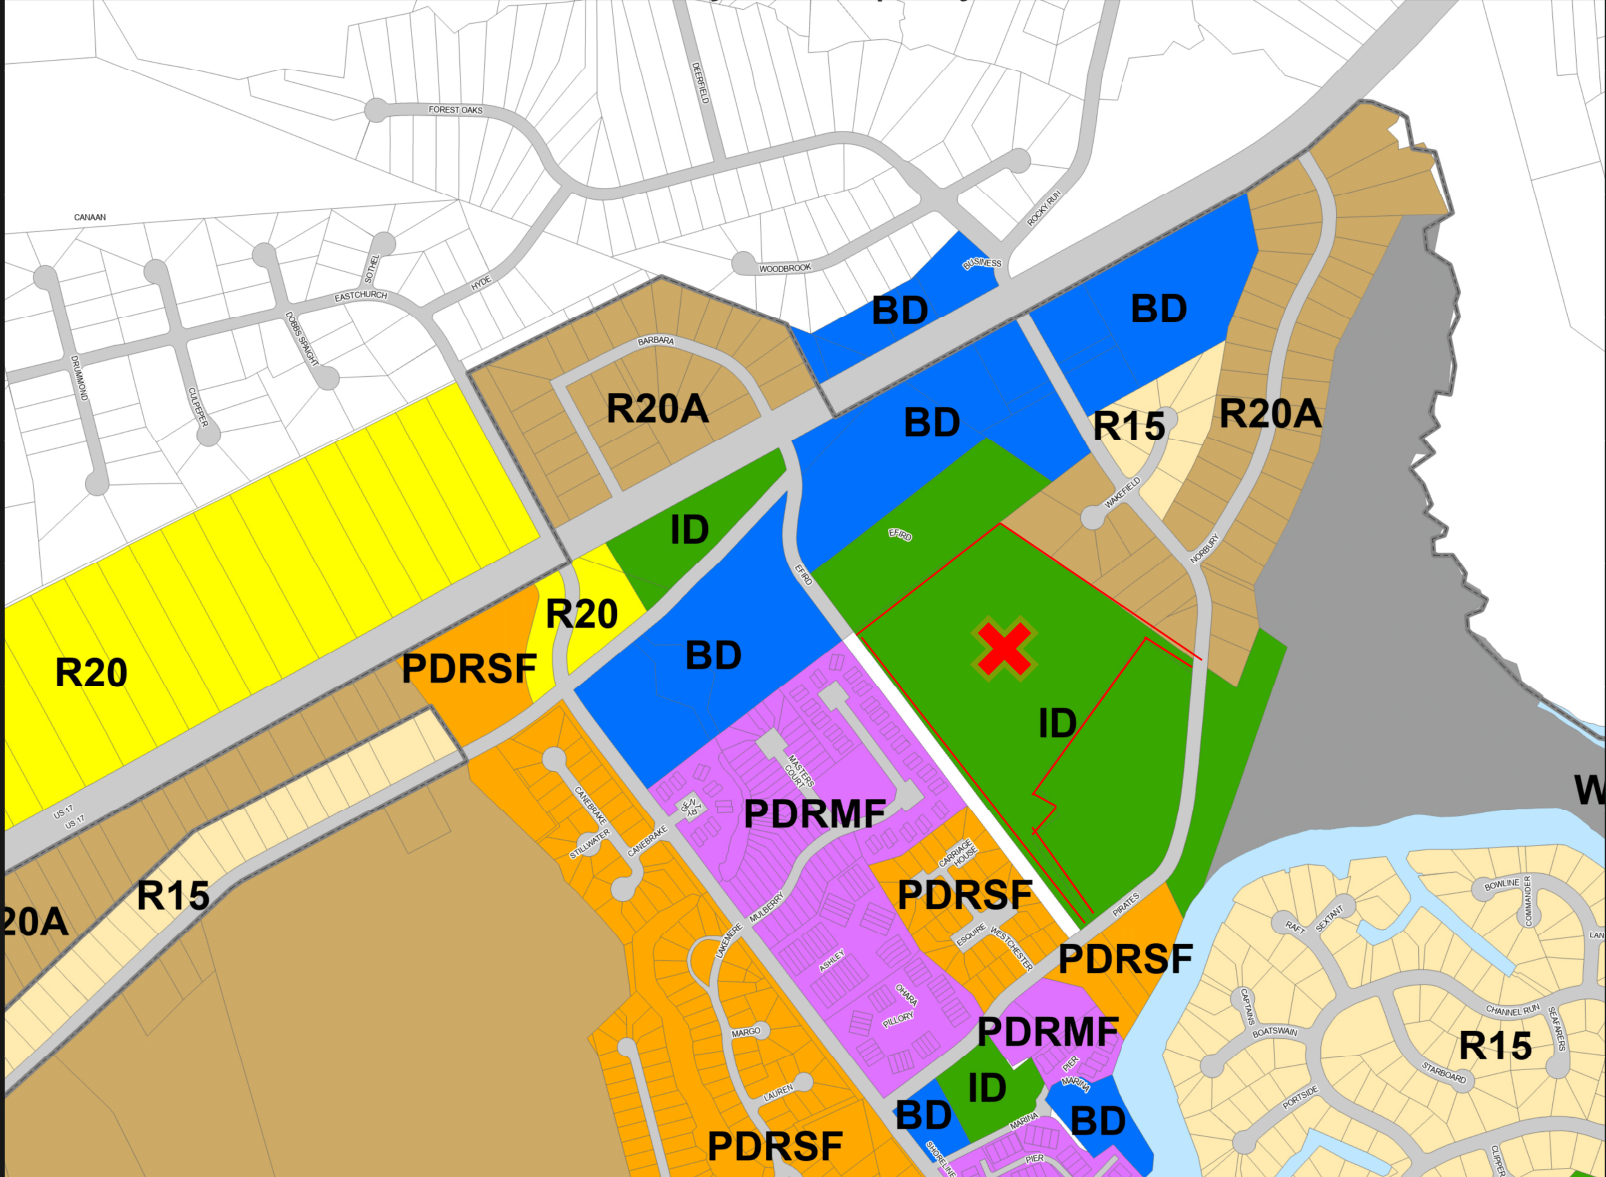 FOREST OAKS
DEERFIELD
ROCKY RUN
CANAAN
SOTHEL
EASTCHURCH
HYDE
WOODBROOK
BUSINESS
DOBBS SPAIGHT
DRUMMOND
CULPEPER
BARBARA
BD
BD
R20A
BD
R15
R20A
WAKEFIELD
ID
EFIRD
NORBURY
EFIRD
R20
PDRSF
BD
R20
ID
US 17
US 17
MASTERS
COURT
PDRMF
CANEBRAKE
STILLWATER
CANEBRAKE
W
R15
20A
CARRIAGE
HOUSE
PDRSF
MULBERRY
LAKEMERE
ESQUIRE
WESTCHESTER
PIRATES
PDRSF
ASHLEY
OHARA
PILLORY
MARGO
PDRMF
PIER
MARINA
ID
LAUREN
BD
MARINA
BD
PDRSF
SHORELINE
PIER
BOWLINE
COMMANDER
RAFT
SEXTANT
LAN
CAPTAINS
BOATSWAIN
CHANNEL RUN
SEAFARERS
R15
STARBOARD
PORTSIDE
CLIPPER